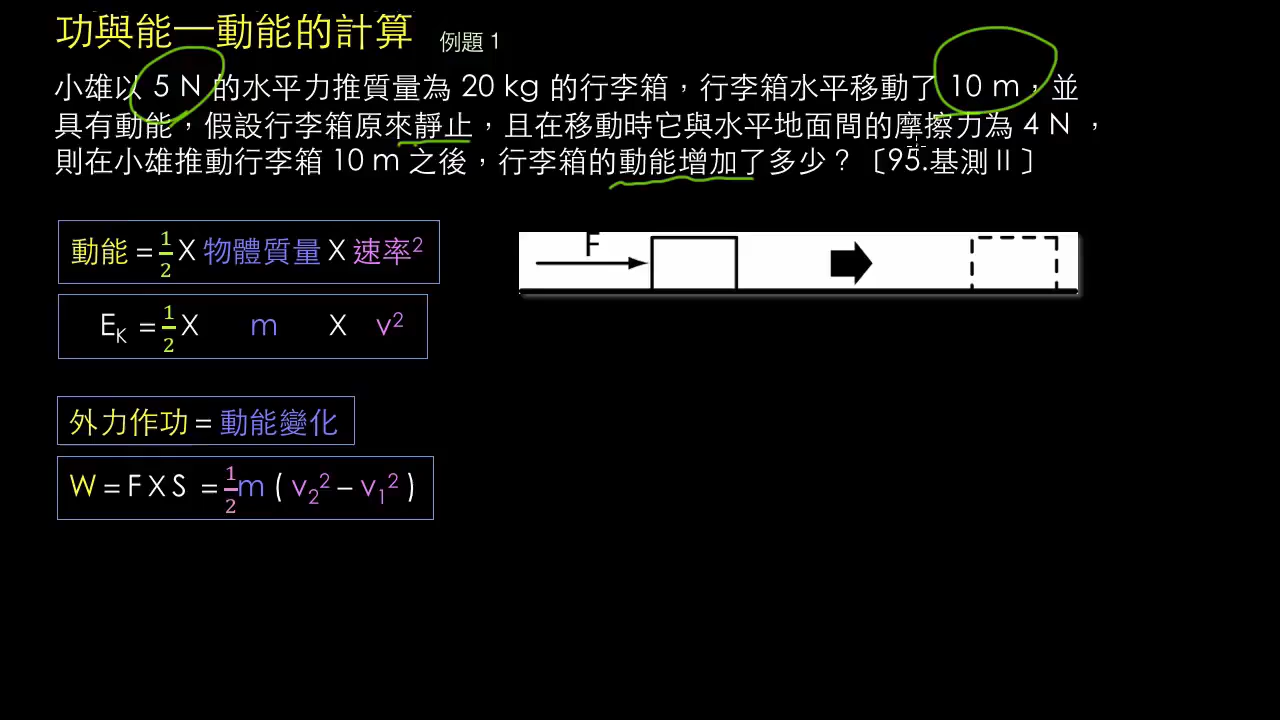 功與能—動能的計算 例題 1
小雄以 5 N 的水平力推質量為 20 kg 的行李箱，行李箱水平移動了 10 m，並
具有動能，假設行李箱原來靜止，且在移動時它與水平地面間的摩擦力為 4 N ，
則在小雄推動行李箱 10 m 之後，行李箱的動能增加了多少？〔95.基測 II 〕
動能 = 1/2 X 物體質量 X 速率²
F
E_K = 1/2 X m X v²
外力作功 = 動能變化
W = F X S = 1/2 m ( v₂² – v₁² )